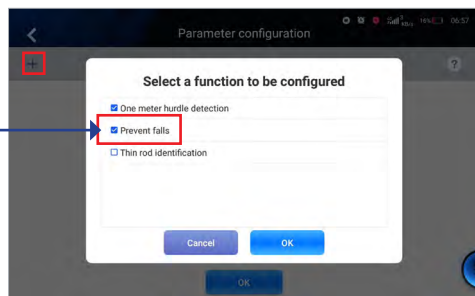 06:57
Parameter configuration
+
?
Select a function to be configured
One meter hurdle detection
Prevent falls
Thin rod identification
Cancel
OK
OK